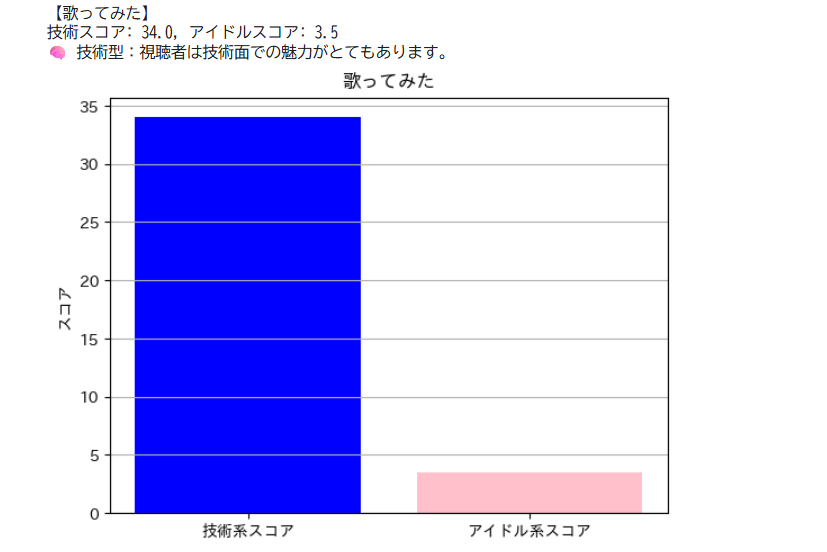 【歌ってみた】
技術スコア: 34.0, アイドルスコア: 3.5
🧠 技術型：視聴者は技術面での魅力がとてもあります。
歌ってみた
35
30
25
20
15
10
5
0
スコア
技術系スコア
アイドル系スコア